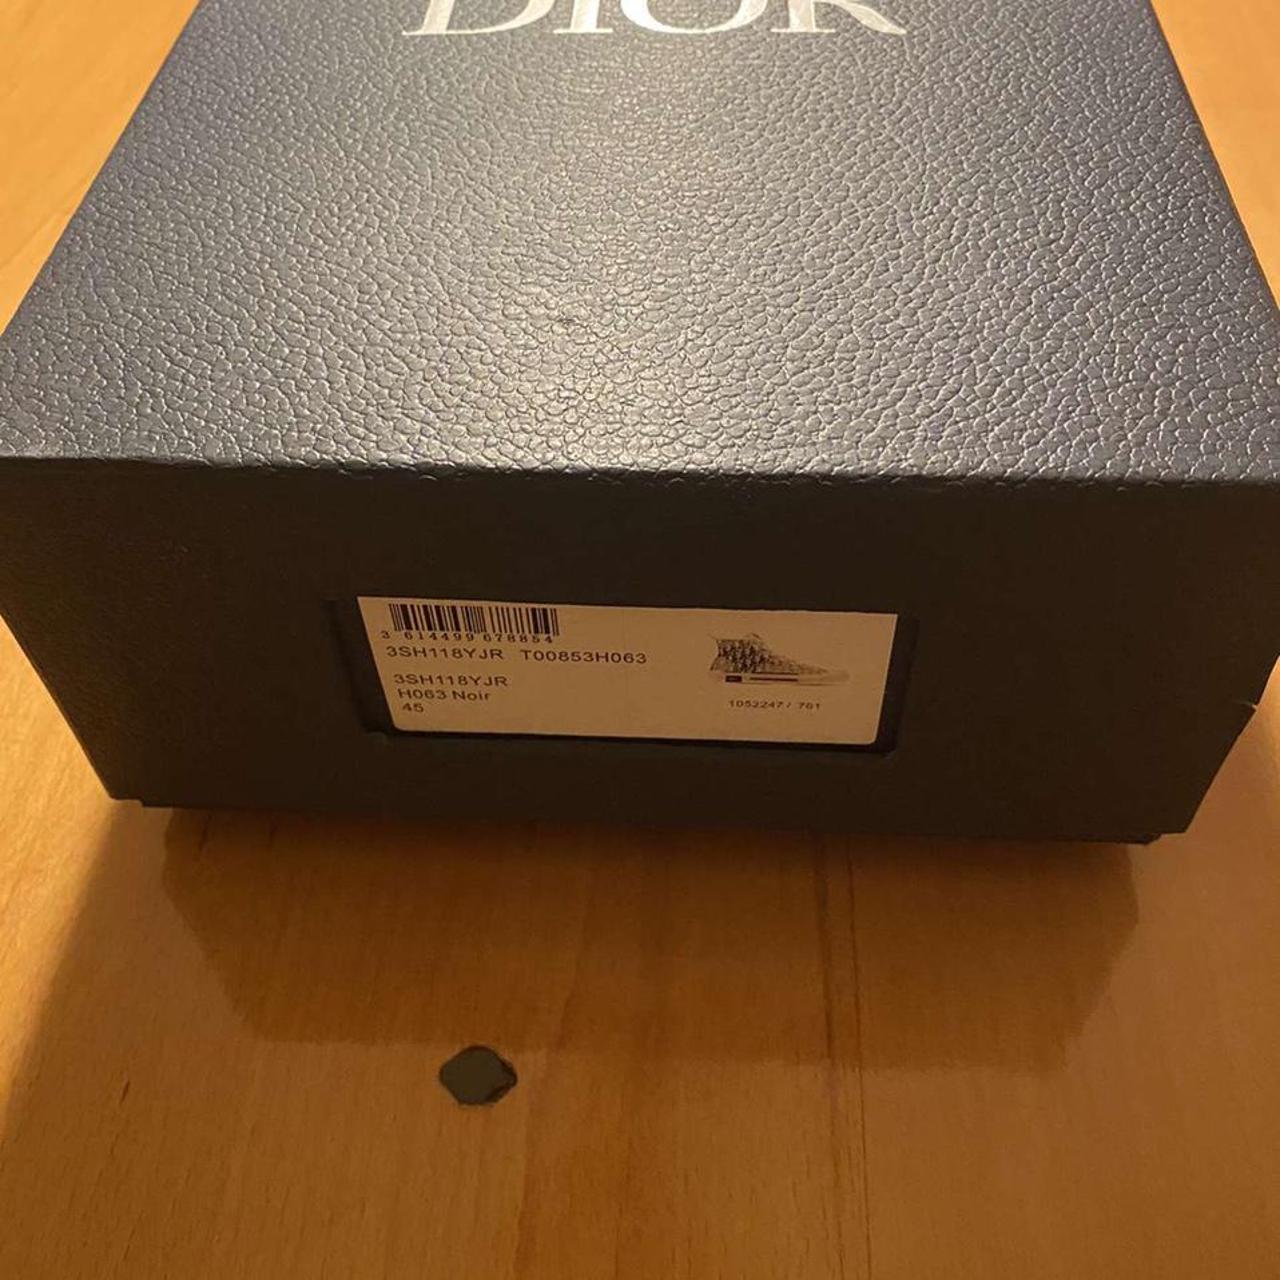 DIOR
3 614499 678854
3SH118YJR T00853H063
3SH118YJR
H063 Noir
45
1052247 / 761